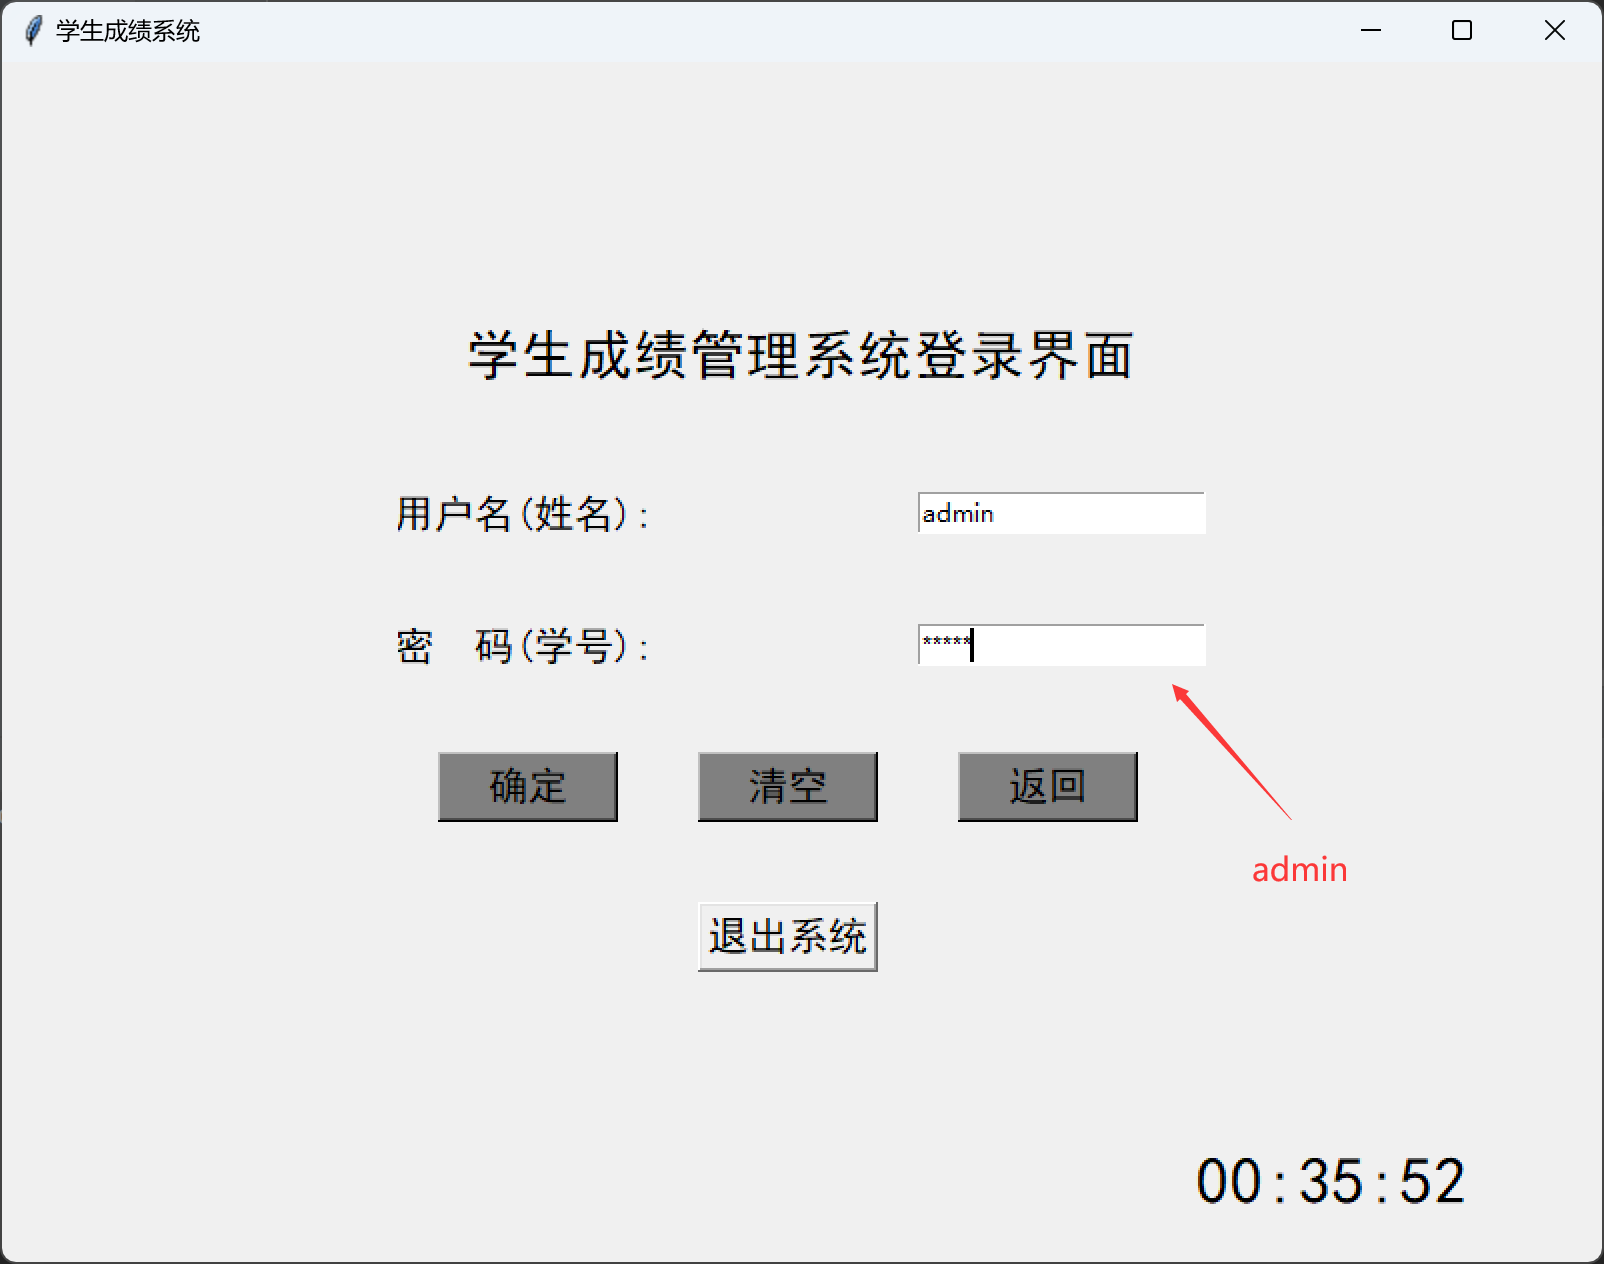 学生成绩系统
学生成绩管理系统登录界面
用户名(姓名): admin
密 码(学号): *****
确定 清空 返回
admin
退出系统
00:35:52